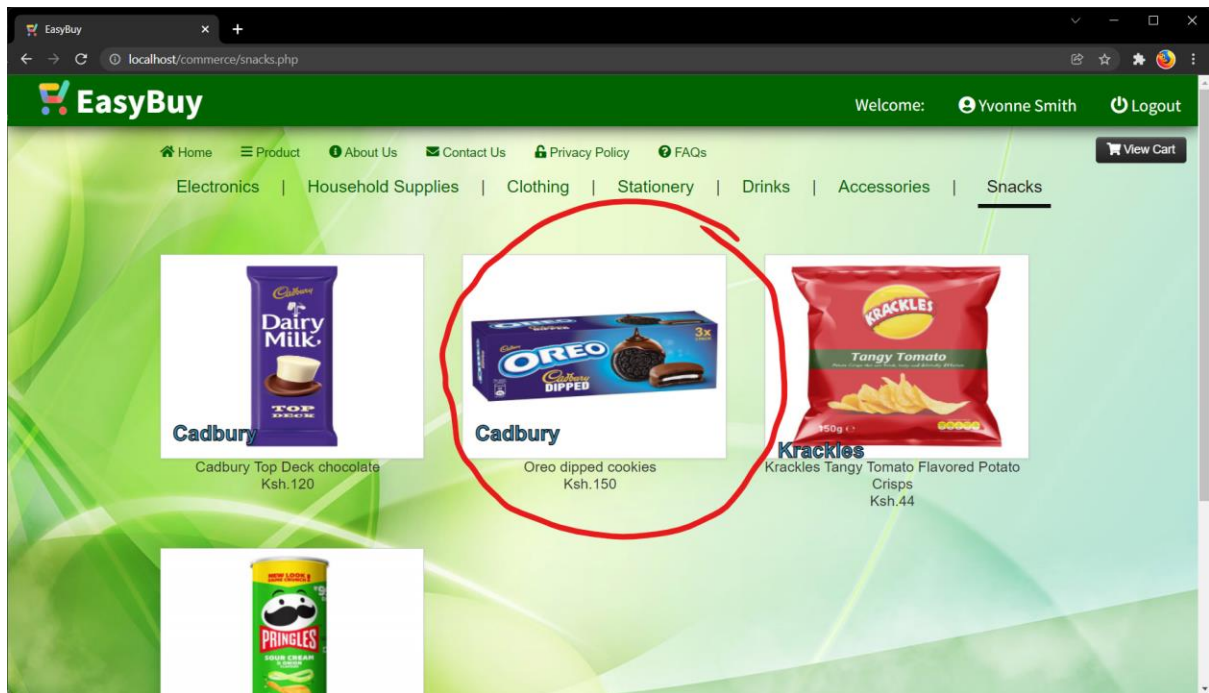 EasyBuy
localhost/commerce/snacks.php
EasyBuy
Welcome: Yvonne Smith Logout
Home Product About Us Contact Us Privacy Policy FAQs View Cart
Electronics | Household Supplies | Clothing | Stationery | Drinks | Accessories | Snacks
Cadbury
Dairy
Milk
TOP
DECK
Cadbury
Cadbury Top Deck chocolate
Ksh.120
3x
OREO
Cadbury
DIPPED
Cadbury
Oreo dipped cookies
Ksh.150
KRACKLES
Tangy Tomato
150g
Krackles
Krackles Tangy Tomato Flavored Potato
Crisps
Ksh.44
NEW LOOK
SAME CRUNCH!
PRINGLES
SOUR CREAM
& ONION